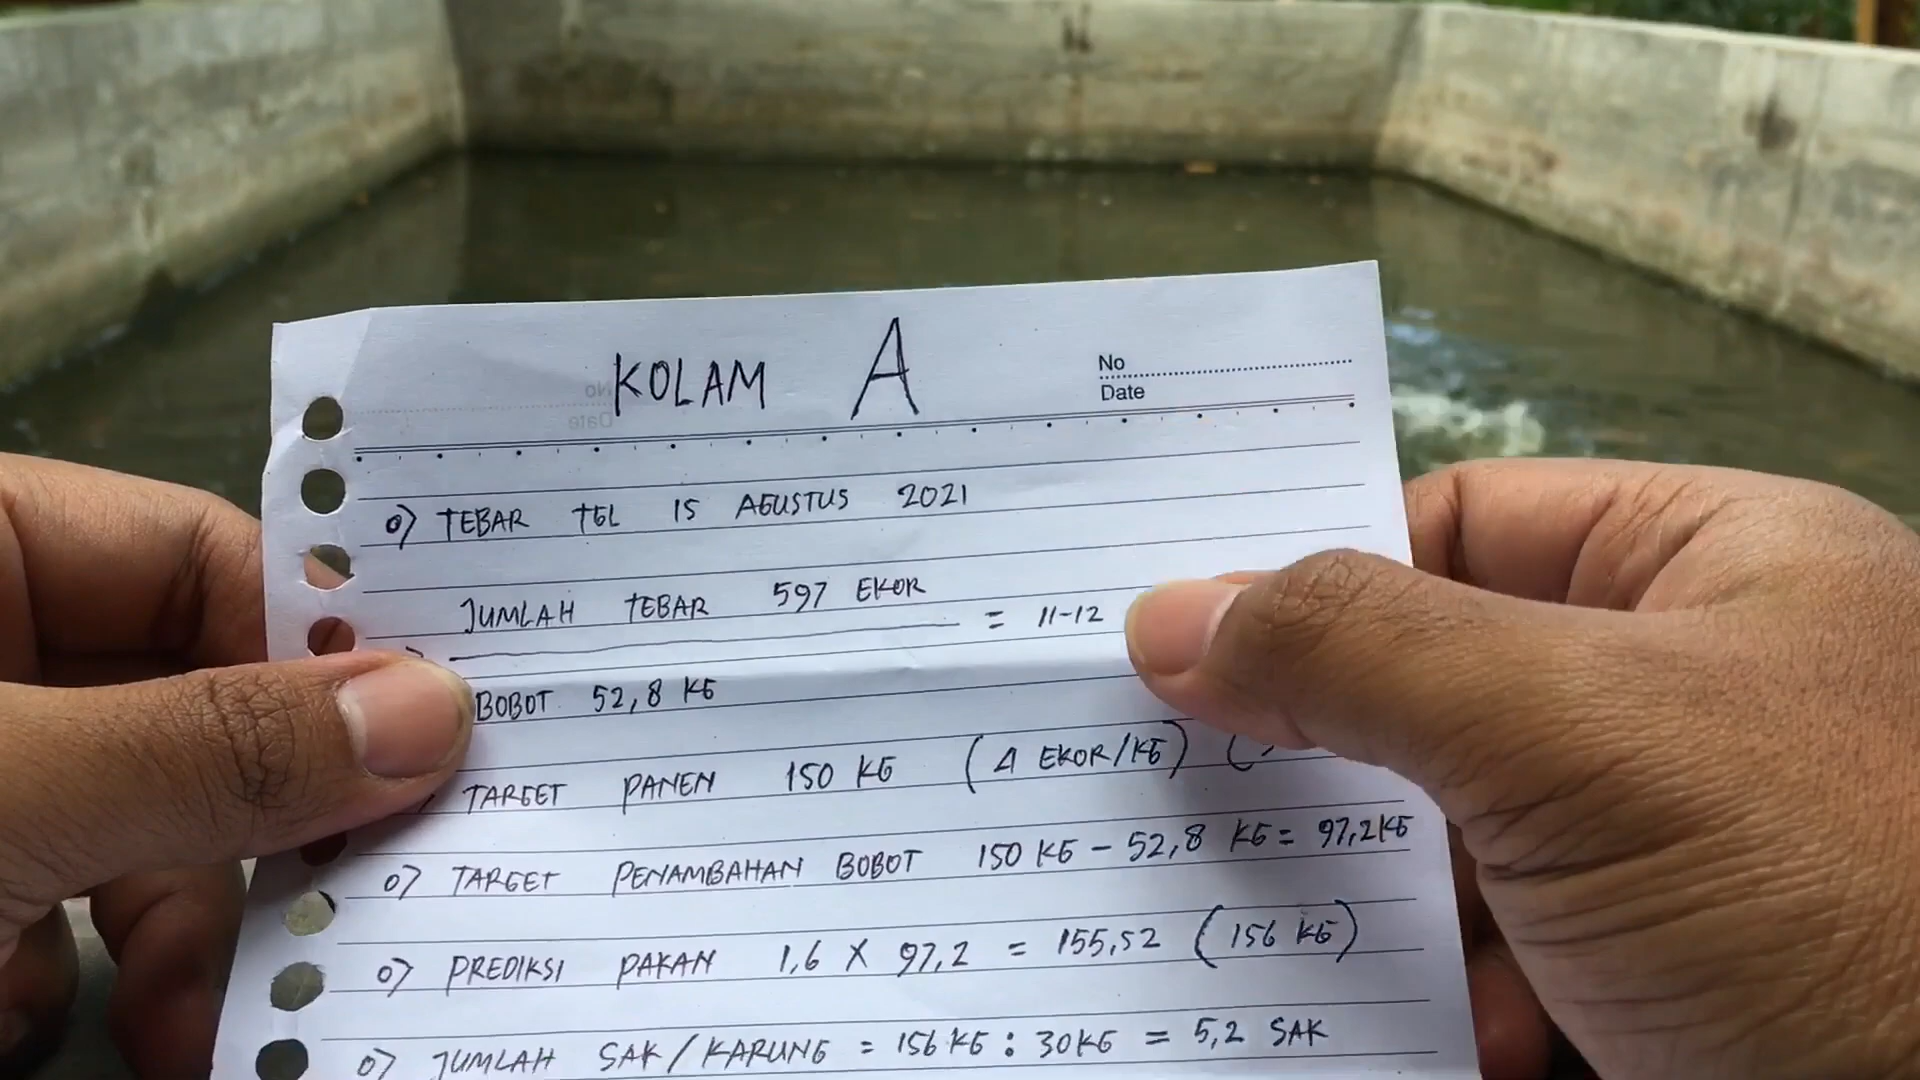 KOLAM A
No
Date
o) TEBAR TGL 15 AGUSTUS 2021
JUMLAH TEBAR 597 EKOR
= 11-12
BOBOT 52,8 KG
TARGET PANEN 150 KG (4 EKOR/KG)
o) TARGET PENAMBAHAN BOBOT 150 KG - 52,8 KG = 97,2 KG
o) PREDIKSI PAKAN 1,6 X 97,2 = 155,52 (156 KG)
o) JUMLAH SAK/KARUNG = 156 KG : 30 KG = 5,2 SAK